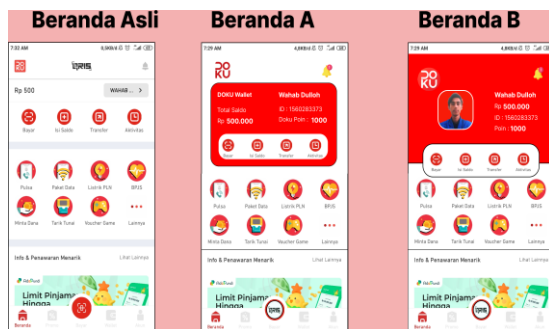 Beranda Asli
7:02 AM
DOKU
QRIS
Rp 500
WAHAB ... >
Bayar
Isi Saldo
Transfer
Aktivitas
Pulsa
Paket Data
Listrik PLN
BPJS
Minta Dana
Tarik Tunai
Voucher Game
Lainnya
Info & Penawaran Menarik
Lihat Lainnya
Limit Pinjaman
Hingga
Beranda
Beranda A
7:29 AM
DOKU
DOKU Wallet
Wahab Dulloh
Total Saldo
ID : 1560283373
Rp 500.000
Doku Poin : 1000
Bayar
Isi Saldo
Transfer
Aktivitas
Pulsa
Paket Data
Listrik PLN
BPJS
Minta Dana
Tarik Tunai
Voucher Game
Lainnya
Info & Penawaran Menarik
Lihat Lainnya
Limit Pinjam
Hingga
QRIS
Beranda
Beranda B
7:29 AM
DOKU
Wahab Dulloh
Rp 500.000
ID : 1560283373
Poin : 1000
Bayar
Isi Saldo
Transfer
Aktivitas
Pulsa
Paket Data
Listrik PLN
BPJS
Minta Dana
Tarik Tunai
Voucher Game
Lainnya
Info & Penawaran Menarik
Lihat Lainnya
Limit Pinjam
Hingga
QRIS
Beranda